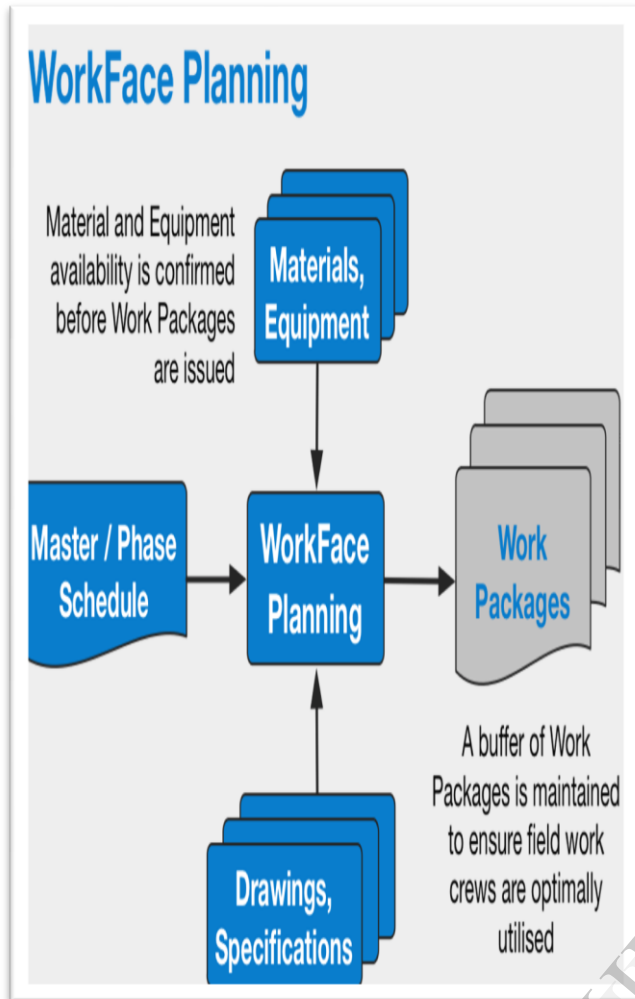 WorkFace Planning
Material and Equipment
availability is confirmed
before Work Packages
are issued
Materials,
Equipment
Master / Phase
Schedule
WorkFace
Planning
Work
Packages
A buffer of Work
Packages is maintained
to ensure field work
crews are optimally
utilised
Drawings,
Specifications